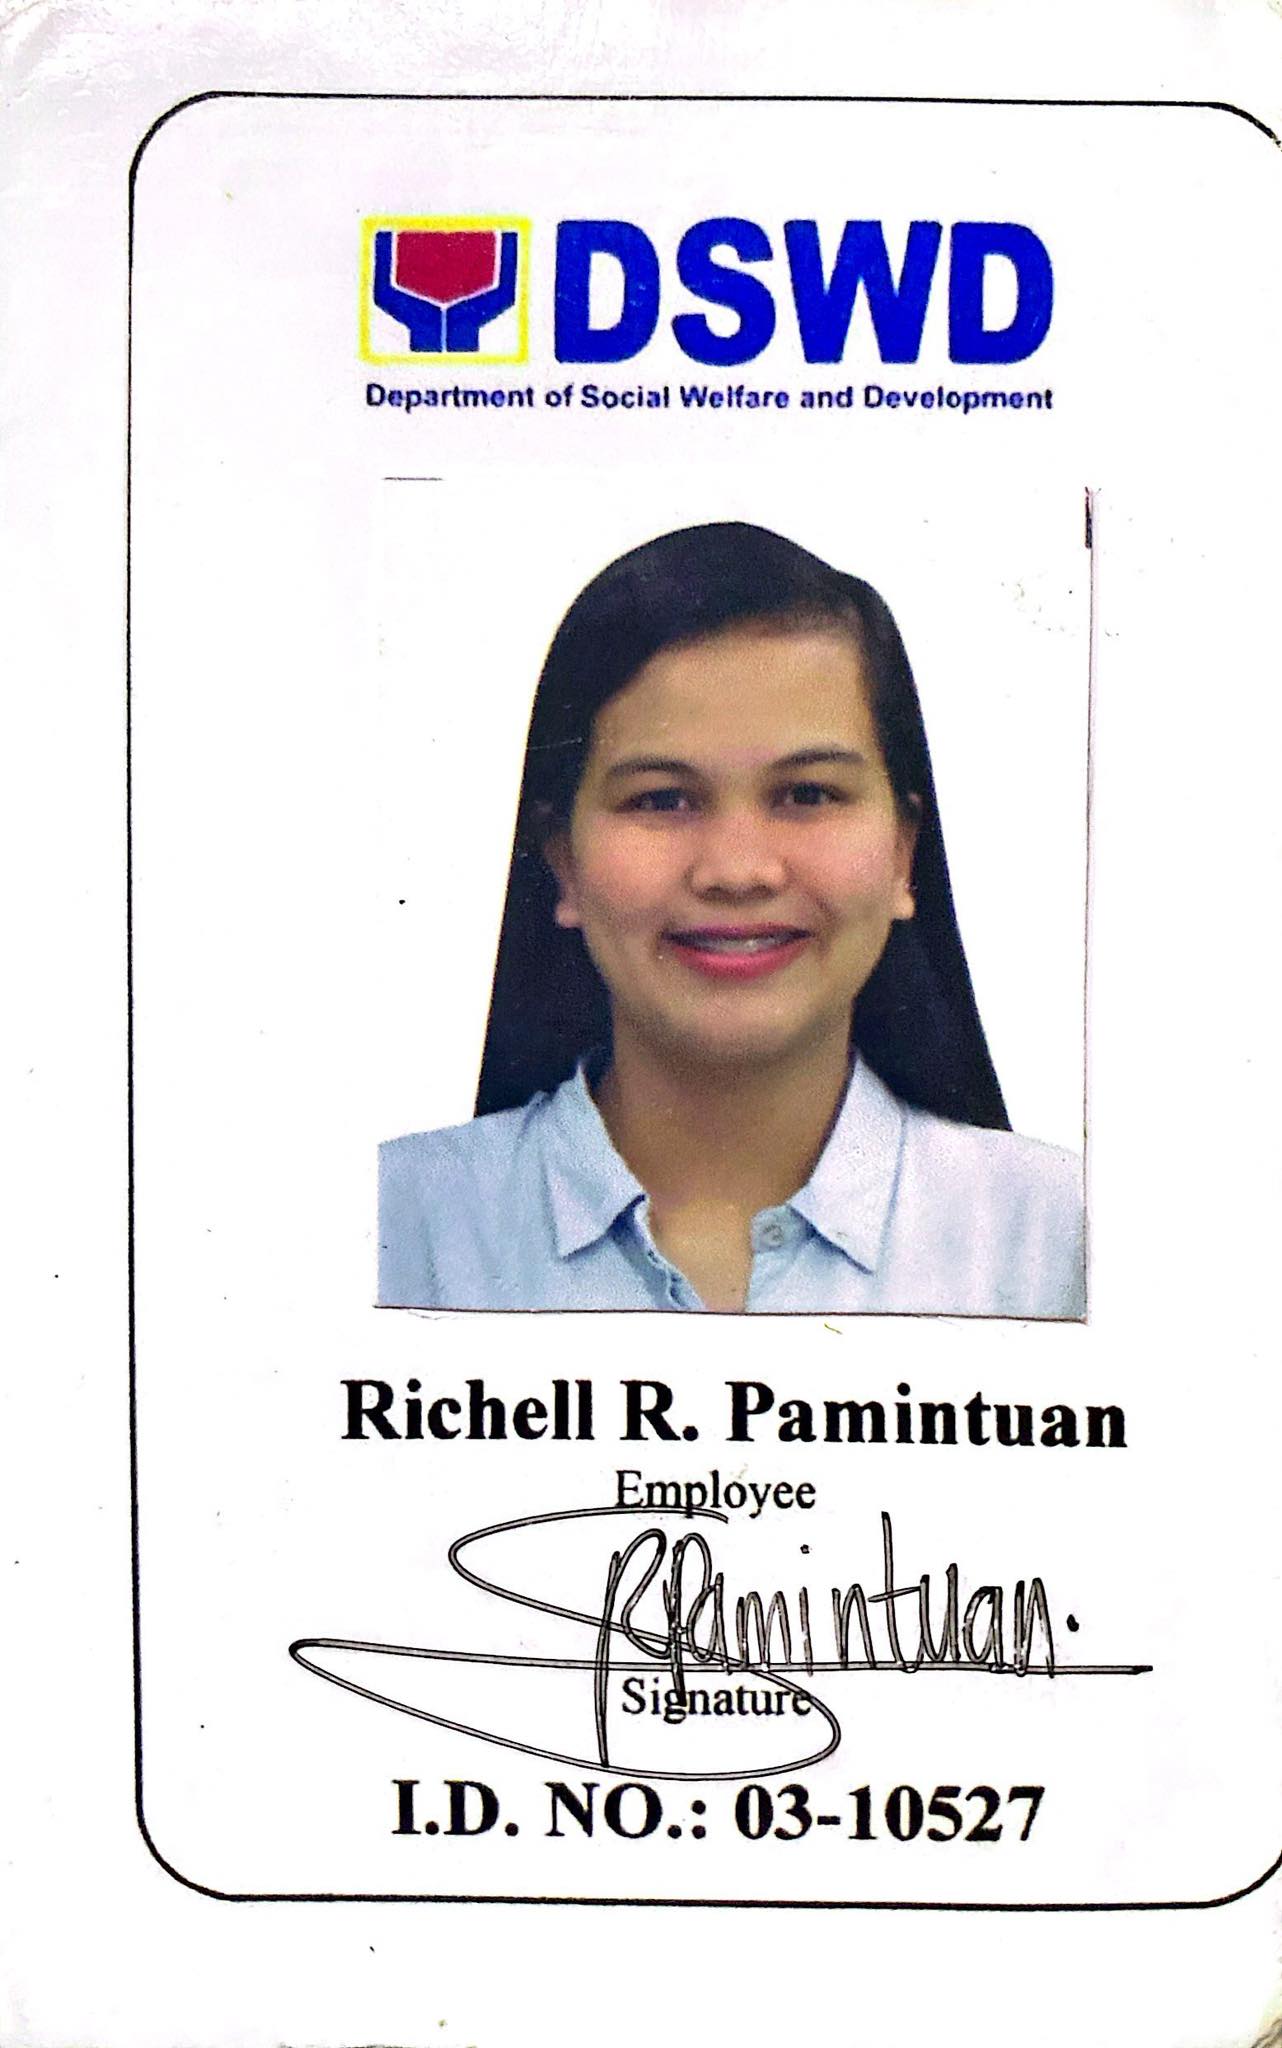 DSWD
Department of Social Welfare and Development
Richell R. Pamintuan
Employee
RPamintuan.
Signature
I.D. NO.: 03-10527